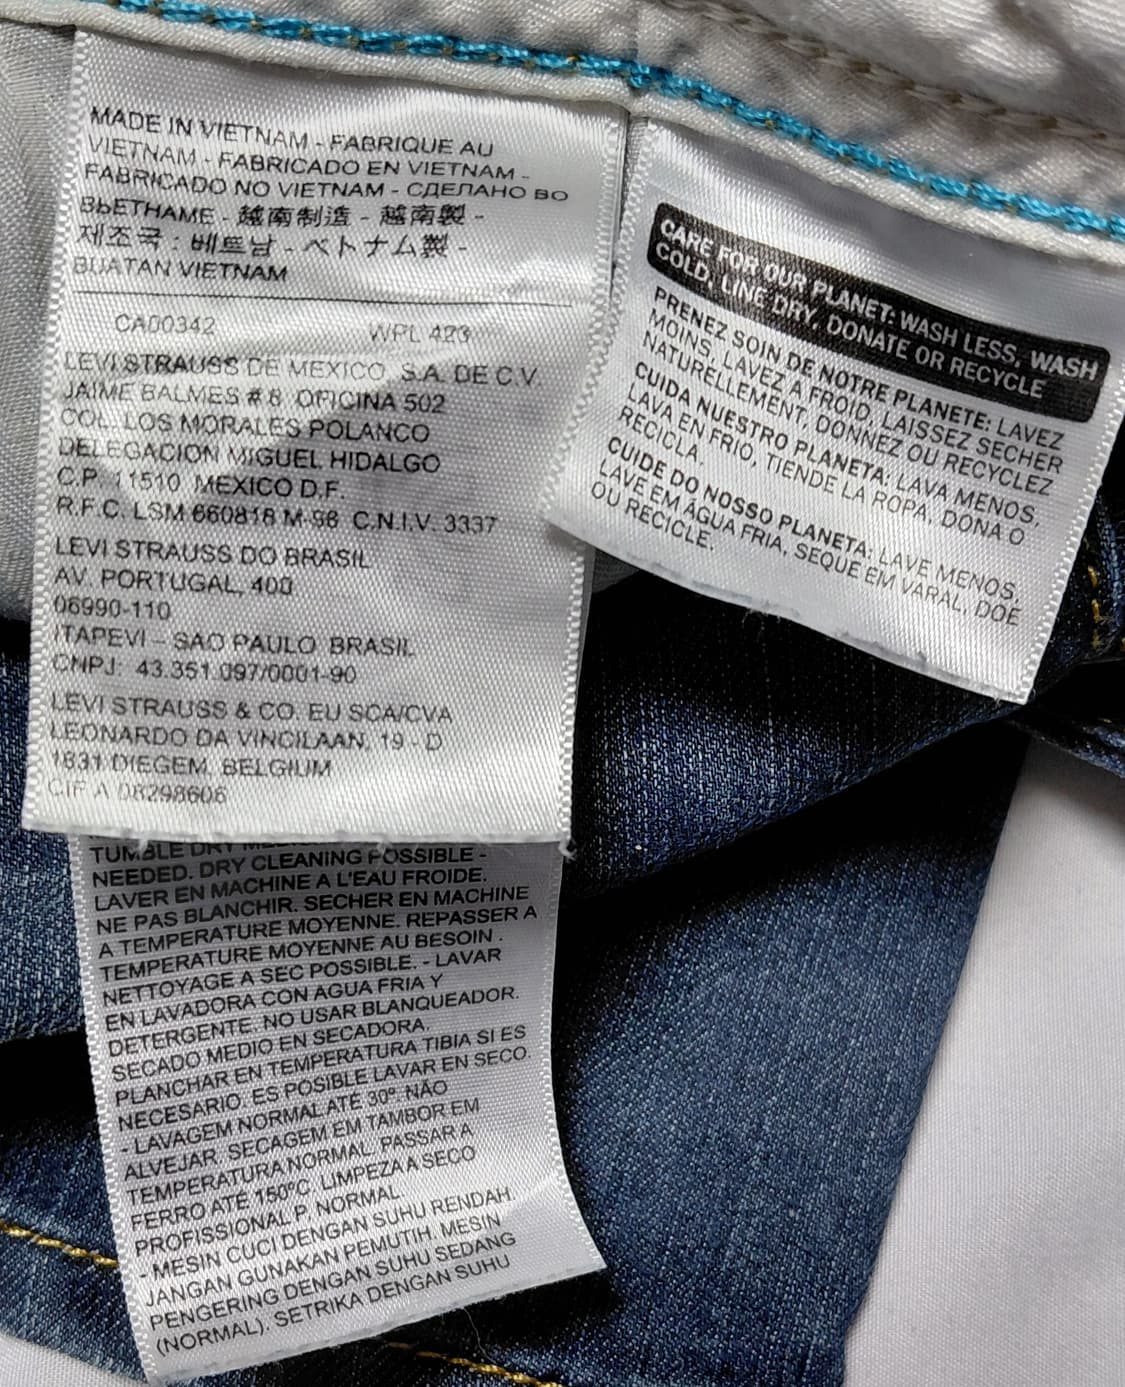 MADE IN VIETNAM - FABRIQUE AU
VIETNAM - FABRICADO EN VIETNAM -
FABRICADO NO VIETNAM - СДЕЛАНО ВО
ВЬЕТНАМЕ - 越南制造 - 越南製 -
제조국 : 베트남 - ベトナム製 -
BUATAN VIETNAM
CA00342 WPL 423
LEVI STRAUSS DE MEXICO S.A. DE C.V.
JAIME BALMES # 8 OFICINA 502
COL. LOS MORALES POLANCO
DELEGACION MIGUEL HIDALGO
C.P. 11510 MEXICO D.F.
R.F.C. LSM 660818 M-98 C.N.I.V. 3337
LEVI STRAUSS DO BRASIL
AV. PORTUGAL, 400
06990-110
ITAPEVI – SAO PAULO BRASIL
CNPJ: 43.351.097/0001-90
LEVI STRAUSS & CO. EU SCA/CVA
LEONARDO DA VINCILAAN, 19 - D
1831 DIEGEM. BELGIUM
CIF A 08298606
CARE FOR OUR PLANET: WASH LESS, WASH
COLD, LINE DRY, DONATE OR RECYCLE
PRENEZ SOIN DE NOTRE PLANETE: LAVEZ
MOINS, LAVEZ A FROID, LAISSEZ SECHER
NATURELLEMENT, DONNEZ OU RECYCLEZ
CUIDA NUESTRO PLANETA: LAVA MENOS,
LAVA EN FRIO, TIENDE LA ROPA, DONA O
RECICLA.
CUIDE DO NOSSO PLANETA: LAVE MENOS,
LAVE EM ÁGUA FRIA, SEQUE EM VARAL, DOE
OU RECICLE.
TUMBLE DRY
NEEDED. DRY CLEANING POSSIBLE -
LAVER EN MACHINE A L'EAU FROIDE.
NE PAS BLANCHIR. SECHER EN MACHINE
A TEMPERATURE MOYENNE. REPASSER A
TEMPERATURE MOYENNE AU BESOIN .
NETTOYAGE A SEC POSSIBLE. - LAVAR
EN LAVADORA CON AGUA FRIA Y
DETERGENTE. NO USAR BLANQUEADOR.
SECADO MEDIO EN SECADORA.
PLANCHAR EN TEMPERATURA TIBIA SI ES
NECESARIO. ES POSIBLE LAVAR EN SECO.
- LAVAGEM NORMAL ATÉ 30º. NÃO
ALVEJAR. SECAGEM EM TAMBOR EM
TEMPERATURA NORMAL. PASSAR A
FERRO ATÉ 150ºC. LIMPEZA A SECO
PROFISSIONAL P. NORMAL.
- MESIN CUCI DENGAN SUHU RENDAH
JANGAN GUNAKAN PEMUTIH. MESIN
PENGERING DENGAN SUHU SEDANG
(NORMAL). SETRIKA DENGAN SUHU